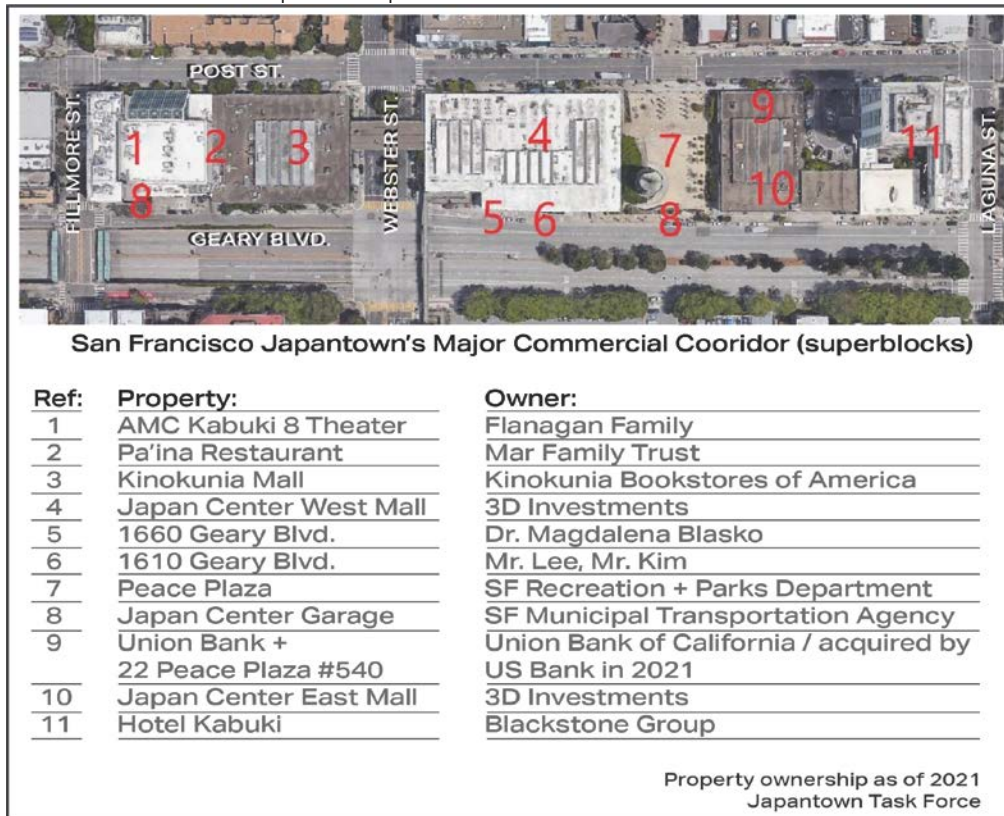 POST ST.
FILLMORE ST.
WEBSTER ST.
LAGUNA ST.
GEARY BLVD.
1
2
3
4
5
6
7
8
8
9
10
11
San Francisco Japantown's Major Commercial Cooridor (superblocks)
Ref: Property: Owner:
1 AMC Kabuki 8 Theater Flanagan Family
2 Pa'ina Restaurant Mar Family Trust
3 Kinokunia Mall Kinokunia Bookstores of America
4 Japan Center West Mall 3D Investments
5 1660 Geary Blvd. Dr. Magdalena Blasko
6 1610 Geary Blvd. Mr. Lee, Mr. Kim
7 Peace Plaza SF Recreation + Parks Department
8 Japan Center Garage SF Municipal Transportation Agency
9 Union Bank + Union Bank of California / acquired by
22 Peace Plaza #540 US Bank in 2021
10 Japan Center East Mall 3D Investments
11 Hotel Kabuki Blackstone Group
Property ownership as of 2021
Japantown Task Force